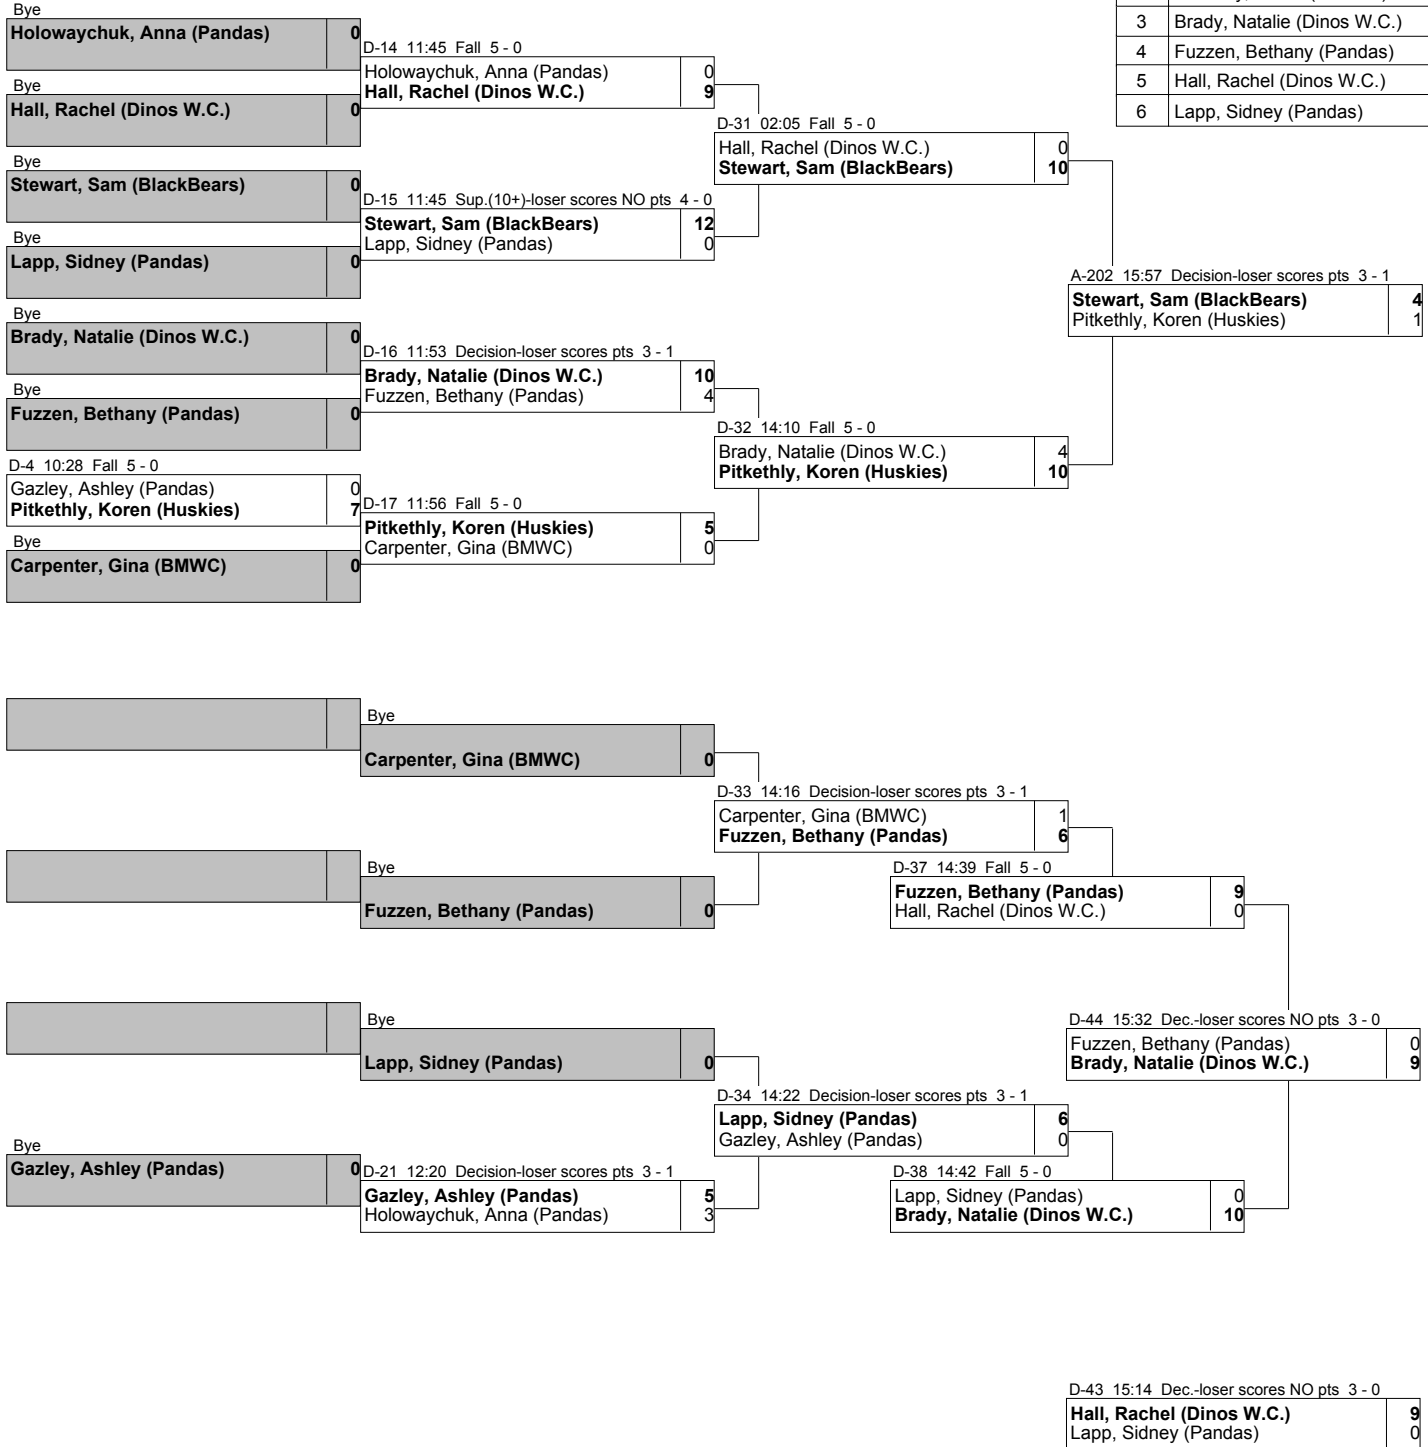 Bye
Holowaychuk, Anna (Pandas) 0
Bye
Hall, Rachel (Dinos W.C.) 0
Bye
Stewart, Sam (BlackBears) 0
Bye
Lapp, Sidney (Pandas) 0
Bye
Brady, Natalie (Dinos W.C.) 0
Bye
Fuzzen, Bethany (Pandas) 0
D-4 10:28 Fall 5 - 0
Gazley, Ashley (Pandas) 0
Pitkethly, Koren (Huskies) 7
Bye
Carpenter, Gina (BMWC) 0
D-14 11:45 Fall 5 - 0
Holowaychuk, Anna (Pandas) 0
Hall, Rachel (Dinos W.C.) 9
D-15 11:45 Sup.(10+)-loser scores NO pts 4 - 0
Stewart, Sam (BlackBears) 12
Lapp, Sidney (Pandas) 0
D-16 11:53 Decision-loser scores pts 3 - 1
Brady, Natalie (Dinos W.C.) 10
Fuzzen, Bethany (Pandas) 4
D-17 11:56 Fall 5 - 0
Pitkethly, Koren (Huskies) 5
Carpenter, Gina (BMWC) 0
D-31 02:05 Fall 5 - 0
Hall, Rachel (Dinos W.C.) 0
Stewart, Sam (BlackBears) 10
D-32 14:10 Fall 5 - 0
Brady, Natalie (Dinos W.C.) 4
Pitkethly, Koren (Huskies) 10
3 Brady, Natalie (Dinos W.C.)
4 Fuzzen, Bethany (Pandas)
5 Hall, Rachel (Dinos W.C.)
6 Lapp, Sidney (Pandas)
A-202 15:57 Decision-loser scores pts 3 - 1
Stewart, Sam (BlackBears) 4
Pitkethly, Koren (Huskies) 1
Bye
Carpenter, Gina (BMWC) 0
Bye
Fuzzen, Bethany (Pandas) 0
Bye
Lapp, Sidney (Pandas) 0
Bye
Gazley, Ashley (Pandas) 0
D-21 12:20 Decision-loser scores pts 3 - 1
Gazley, Ashley (Pandas) 5
Holowaychuk, Anna (Pandas) 3
D-33 14:16 Decision-loser scores pts 3 - 1
Carpenter, Gina (BMWC) 1
Fuzzen, Bethany (Pandas) 6
D-37 14:39 Fall 5 - 0
Fuzzen, Bethany (Pandas) 9
Hall, Rachel (Dinos W.C.) 0
D-34 14:22 Decision-loser scores pts 3 - 1
Lapp, Sidney (Pandas) 6
Gazley, Ashley (Pandas) 0
D-38 14:42 Fall 5 - 0
Lapp, Sidney (Pandas) 0
Brady, Natalie (Dinos W.C.) 10
D-44 15:32 Dec.-loser scores NO pts 3 - 0
Fuzzen, Bethany (Pandas) 0
Brady, Natalie (Dinos W.C.) 9
D-43 15:14 Dec.-loser scores NO pts 3 - 0
Hall, Rachel (Dinos W.C.) 9
Lapp, Sidney (Pandas) 0